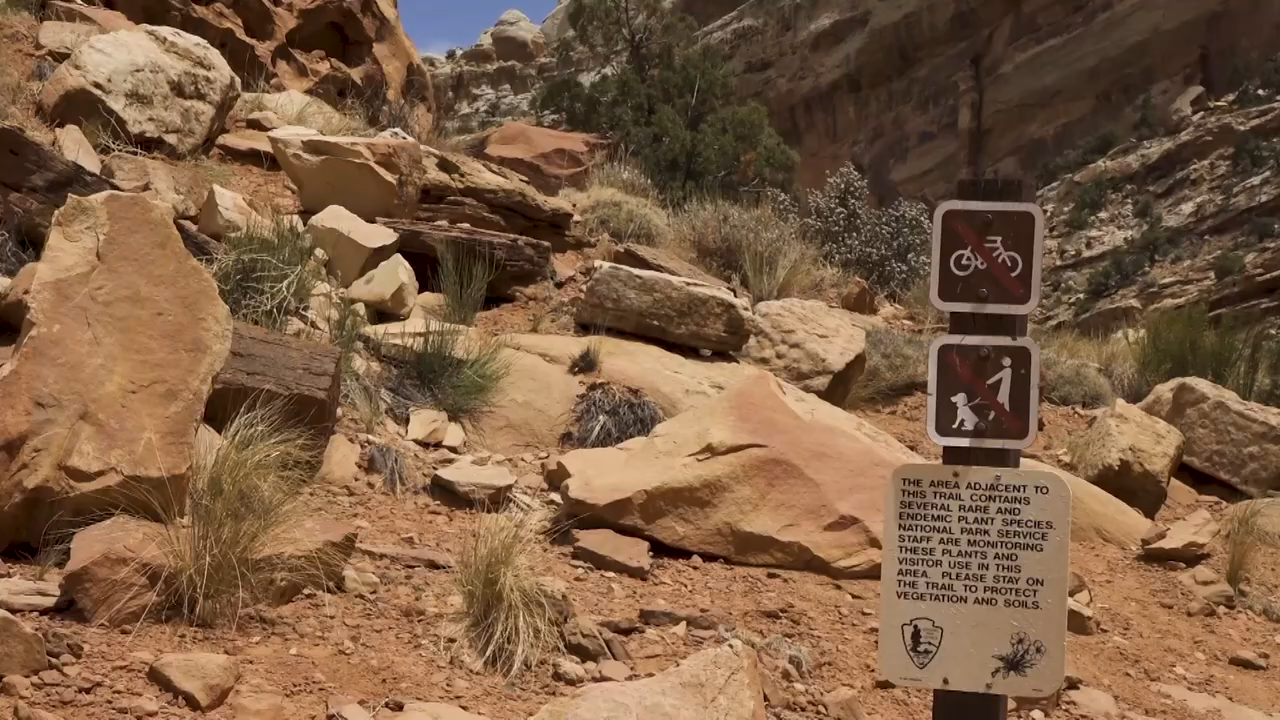 THE AREA ADJACENT TO
THIS TRAIL CONTAINS
SEVERAL RARE AND
ENDEMIC PLANT SPECIES.
NATIONAL PARK SERVICE
STAFF ARE MONITORING
THESE PLANTS AND
VISITOR USE IN THIS
AREA. PLEASE STAY ON
THE TRAIL TO PROTECT
VEGETATION AND SOILS.